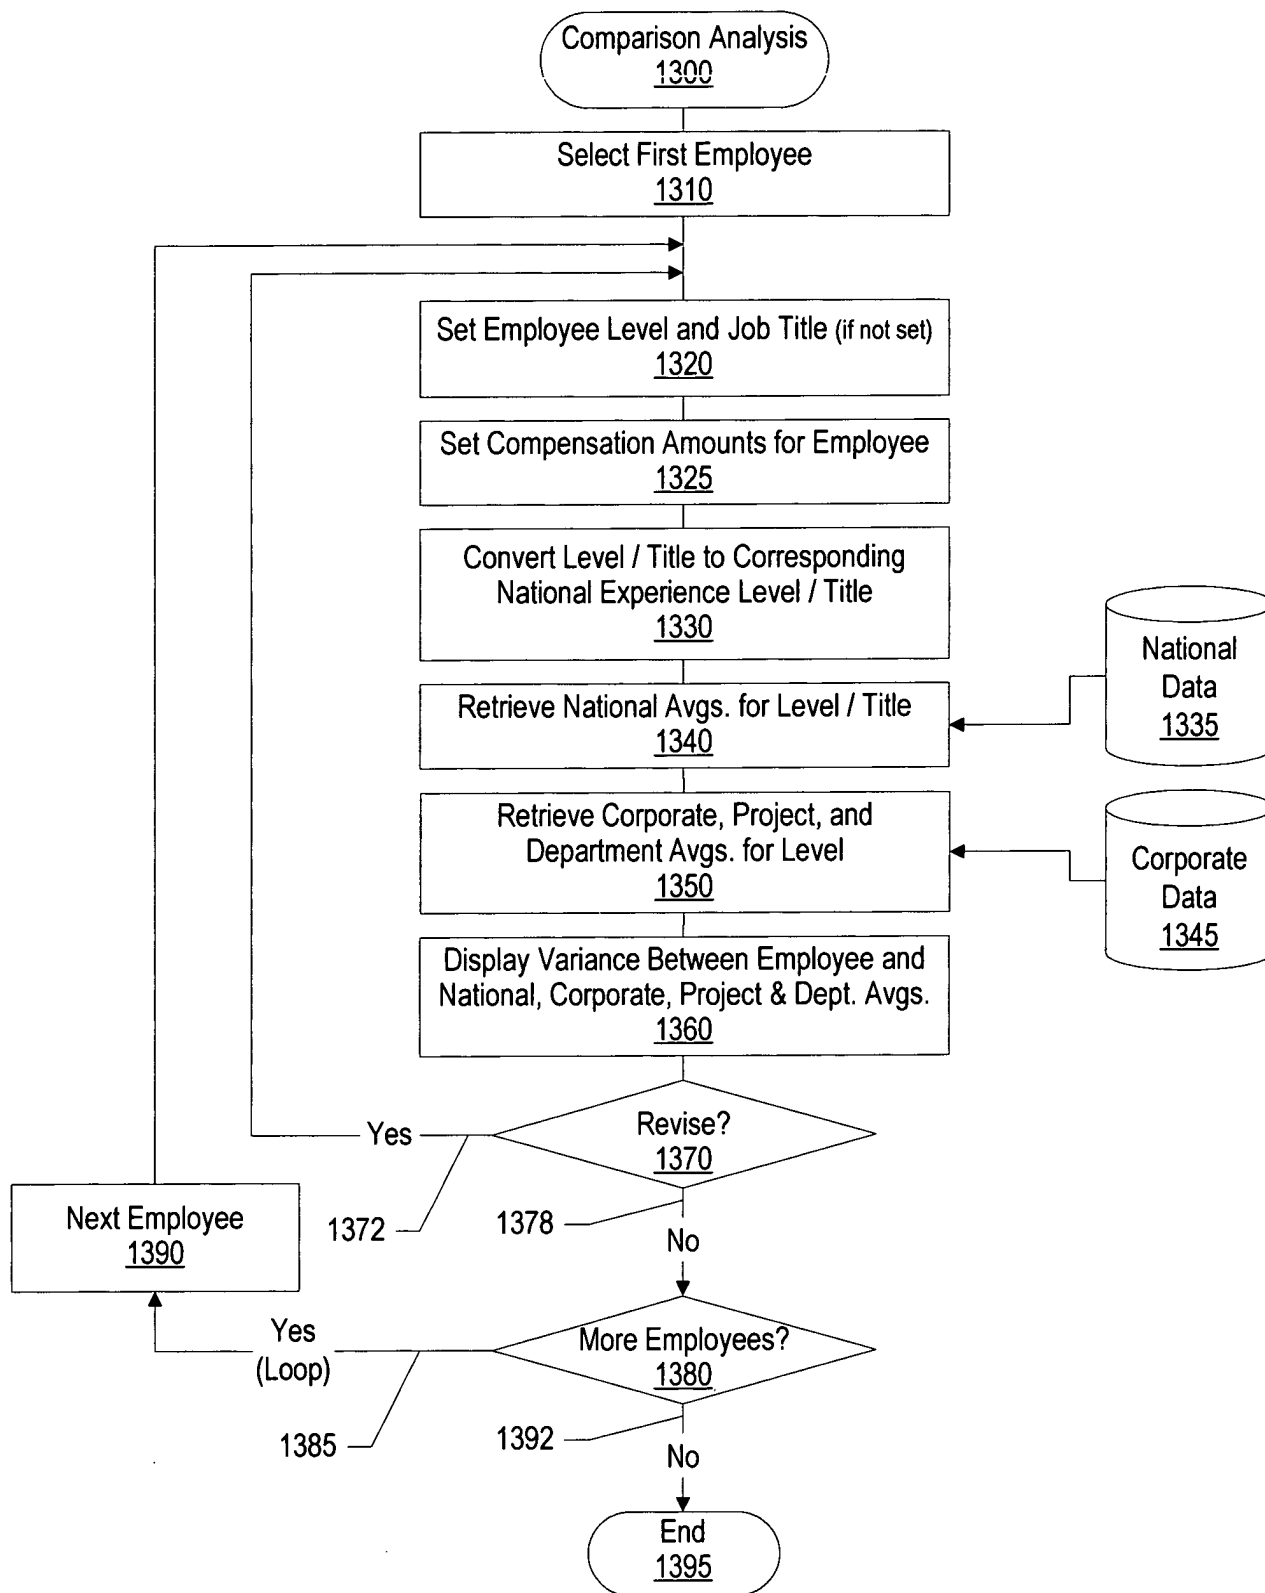 Comparison Analysis
1300
Select First Employee
1310
Set Employee Level and Job Title (if not set)
1320
Set Compensation Amounts for Employee
1325
Convert Level / Title to Corresponding
National Experience Level / Title
1330
National
Data
1335
Retrieve National Avgs. for Level / Title
1340
Retrieve Corporate, Project, and
Department Avgs. for Level
1350
Corporate
Data
1345
Display Variance Between Employee and
National, Corporate, Project & Dept. Avgs.
1360
Revise?
1370
Yes
1372
1378
No
Next Employee
1390
More Employees?
1380
Yes
(Loop)
1385
1392
No
End
1395